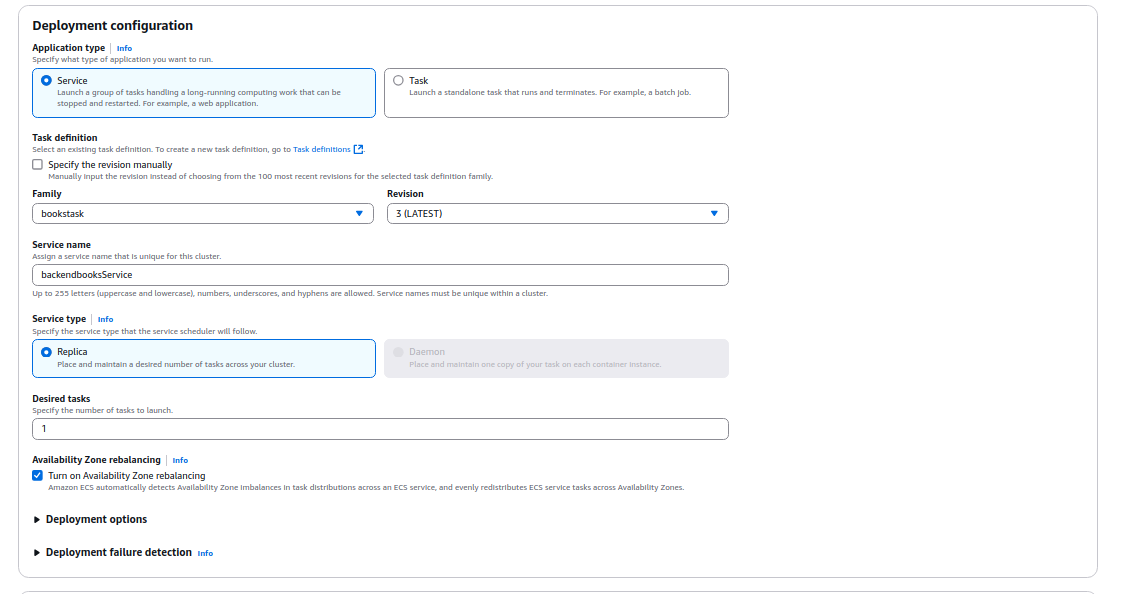 Deployment configuration
Application type | Info
Specify what type of application you want to run.
Service
Launch a group of tasks handling a long-running computing work that can be
stopped and restarted. For example, a web application.
Task
Launch a standalone task that runs and terminates. For example, a batch job.
Task definition
Select an existing task definition. To create a new task definition, go to Task definitions.
Specify the revision manually
Manually input the revision instead of choosing from the 100 most recent revisions for the selected task definition family.
Family
bookstask
Revision
3 (LATEST)
Service name
Assign a service name that is unique for this cluster.
backendbooksService
Up to 255 letters (uppercase and lowercase), numbers, underscores, and hyphens are allowed. Service names must be unique within a cluster.
Service type | Info
Specify the service type that the service scheduler will follow.
Replica
Place and maintain a desired number of tasks across your cluster.
Daemon
Place and maintain one copy of your task on each container instance.
Desired tasks
Specify the number of tasks to launch.
1
Availability Zone rebalancing | Info
Turn on Availability Zone rebalancing
Amazon ECS automatically detects Availability Zone imbalances in task distributions across an ECS service, and evenly redistributes ECS service tasks across Availability Zones.
Deployment options
Deployment failure detection Info